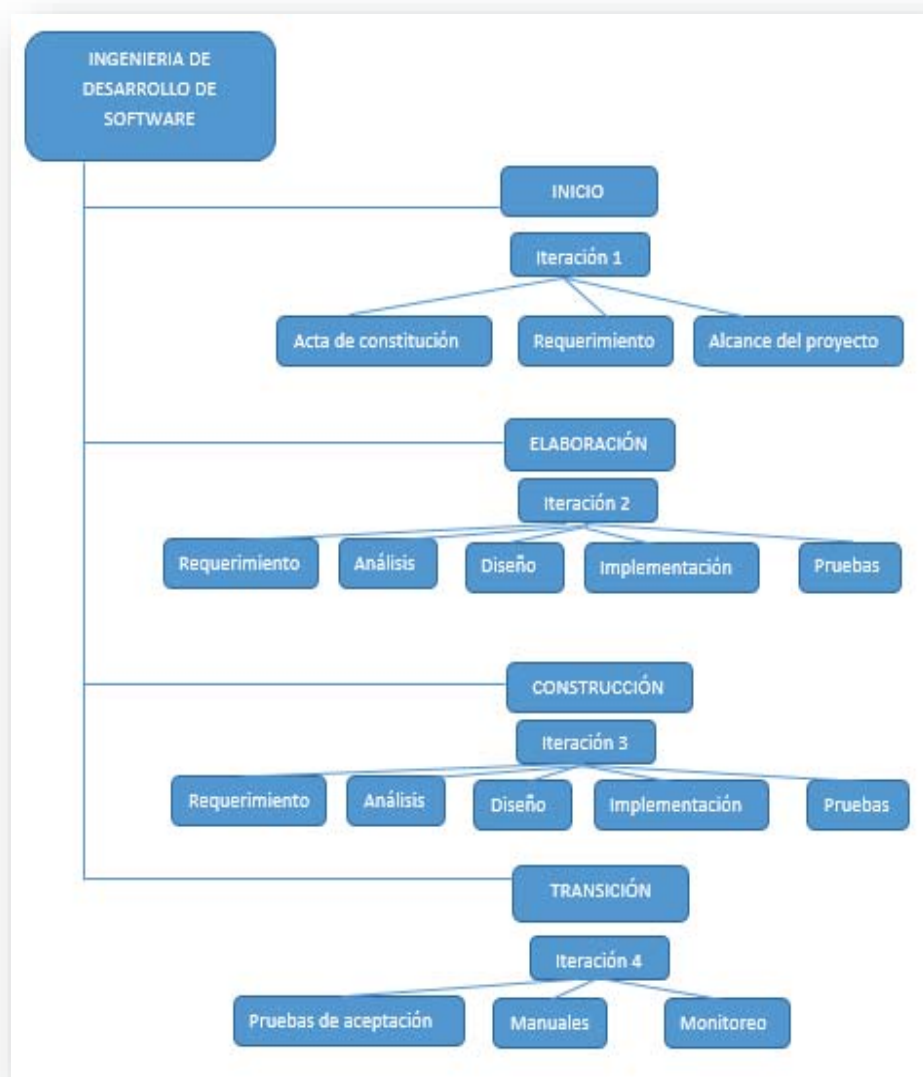 INGENIERIA DE
DESARROLLO DE
SOFTWARE
INICIO
Iteración 1
Acta de constitución
Requerimiento
Alcance del proyecto
ELABORACIÓN
Iteración 2
Requerimiento
Análisis
Diseño
Implementación
Pruebas
CONSTRUCCIÓN
Iteración 3
Requerimiento
Análisis
Diseño
Implementación
Pruebas
TRANSICIÓN
Iteración 4
Pruebas de aceptación
Manuales
Monitoreo